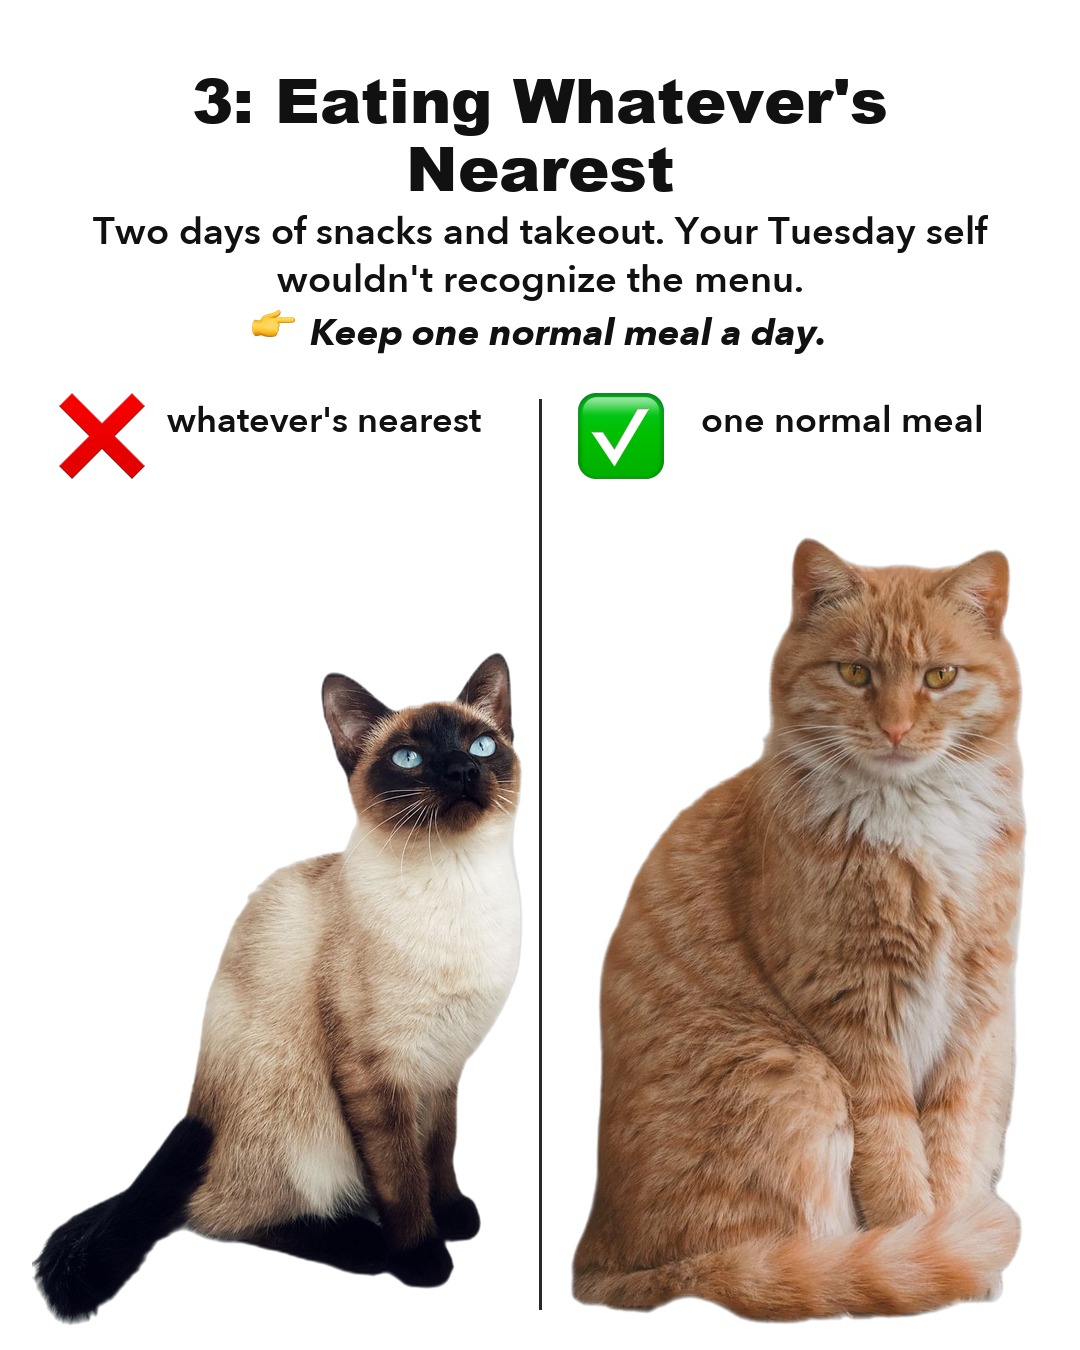 3: Eating Whatever's
Nearest
Two days of snacks and takeout. Your Tuesday self
wouldn't recognize the menu.
👉 Keep one normal meal a day.
❌ whatever's nearest
✅ one normal meal